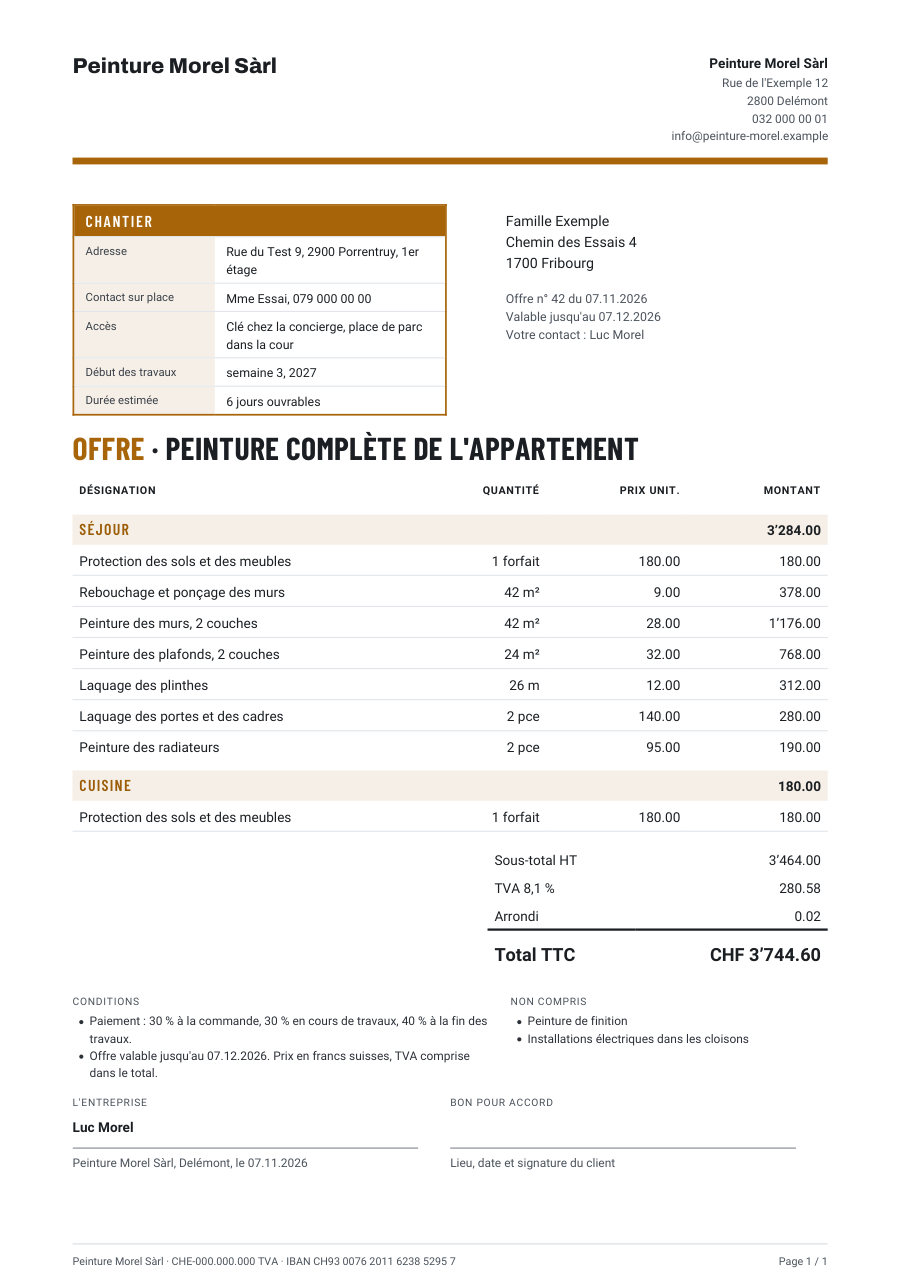 Peinture Morel Sàrl
Peinture Morel Sàrl
Rue de l'Exemple 12
2800 Delémont
032 000 00 01
info@peinture-morel.example
CHANTIER
Adresse Rue du Test 9, 2900 Porrentruy, 1er
étage
Contact sur place Mme Essai, 079 000 00 00
Accès Clé chez la concierge, place de parc
dans la cour
Début des travaux semaine 3, 2027
Durée estimée 6 jours ouvrables
Famille Exemple
Chemin des Essais 4
1700 Fribourg
Offre n° 42 du 07.11.2026
Valable jusqu'au 07.12.2026
Votre contact : Luc Morel
OFFRE · PEINTURE COMPLÈTE DE L'APPARTEMENT
DÉSIGNATION QUANTITÉ PRIX UNIT. MONTANT
SÉJOUR 3’284.00
Protection des sols et des meubles 1 forfait 180.00 180.00
Rebouchage et ponçage des murs 42 m² 9.00 378.00
Peinture des murs, 2 couches 42 m² 28.00 1’176.00
Peinture des plafonds, 2 couches 24 m² 32.00 768.00
Laquage des plinthes 26 m 12.00 312.00
Laquage des portes et des cadres 2 pce 140.00 280.00
Peinture des radiateurs 2 pce 95.00 190.00
CUISINE 180.00
Protection des sols et des meubles 1 forfait 180.00 180.00
Sous-total HT 3’464.00
TVA 8,1 % 280.58
Arrondi 0.02
Total TTC CHF 3’744.60
CONDITIONS
• Paiement : 30 % à la commande, 30 % en cours de travaux, 40 % à la fin des
travaux.
• Offre valable jusqu'au 07.12.2026. Prix en francs suisses, TVA comprise
dans le total.
NON COMPRIS
• Peinture de finition
• Installations électriques dans les cloisons
L'ENTREPRISE
Luc Morel
Peinture Morel Sàrl, Delémont, le 07.11.2026
BON POUR ACCORD
Lieu, date et signature du client
Peinture Morel Sàrl · CHE-000.000.000 TVA · IBAN CH93 0076 2011 6238 5295 7 Page 1 / 1